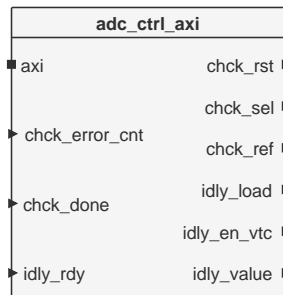 adc_ctrl_axi
axi
chck_rst
chck_sel
chck_error_cnt
chck_ref
idly_load
chck_done
idly_en_vtc
idly_rdy
idly_value